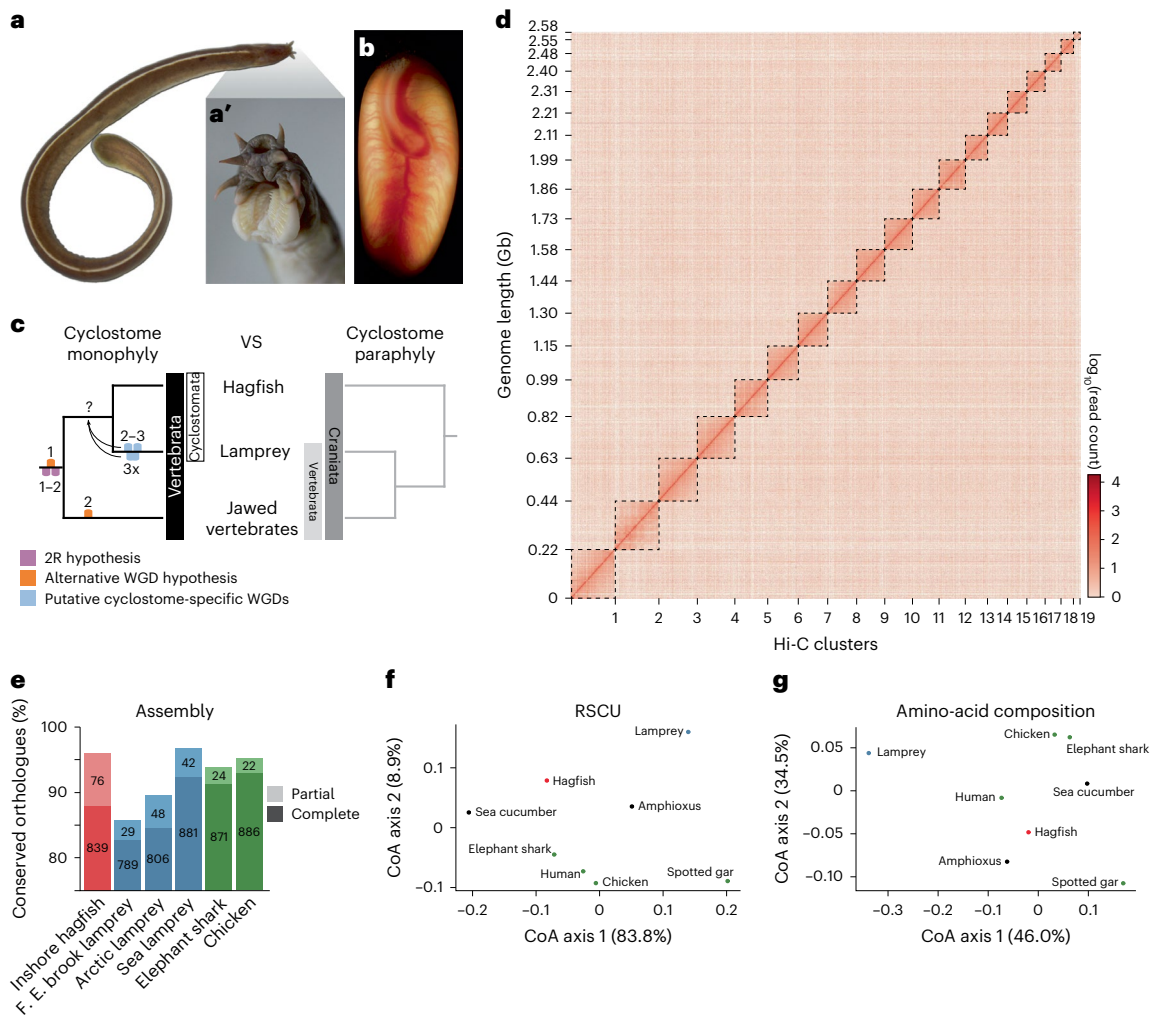 a
a′
b
c
Cyclostome
monophyly
VS
Cyclostome
paraphyly
Hagfish
Lamprey
Jawed
vertebrates
?
2–3
3x
1
1–2
2
Vertebrata
Cyclostomata
Vertebrata
Craniata
2R hypothesis
Alternative WGD hypothesis
Putative cyclostome-specific WGDs
d
Genome length (Gb)
2.58
2.55
2.48
2.40
2.31
2.21
2.11
1.99
1.86
1.73
1.58
1.44
1.30
1.15
0.99
0.82
0.63
0.44
0.22
0
1 2 3 4 5 6 7 8 9 10 11 12 13 14 15 16 17 18 19
Hi-C clusters
log10(read count)
4
3
2
1
0
e
Assembly
Conserved orthologues (%)
100
90
80
76
839
29
789
48
806
42
881
24
871
22
886
Partial
Complete
Inshore hagfish
F. E. brook lamprey
Arctic lamprey
Sea lamprey
Elephant shark
Chicken
f
RSCU
CoA axis 2 (8.9%)
0.1
0
−0.1
Lamprey
Hagfish
Amphioxus
Sea cucumber
Elephant shark
Human
Chicken
Spotted gar
−0.2 −0.1 0 0.1 0.2
CoA axis 1 (83.8%)
g
Amino-acid composition
CoA axis 2 (34.5%)
0.05
0
−0.05
−0.10
Chicken
Elephant shark
Lamprey
Sea cucumber
Human
Hagfish
Amphioxus
Spotted gar
−0.3 −0.2 −0.1 0 0.1
CoA axis 1 (46.0%)